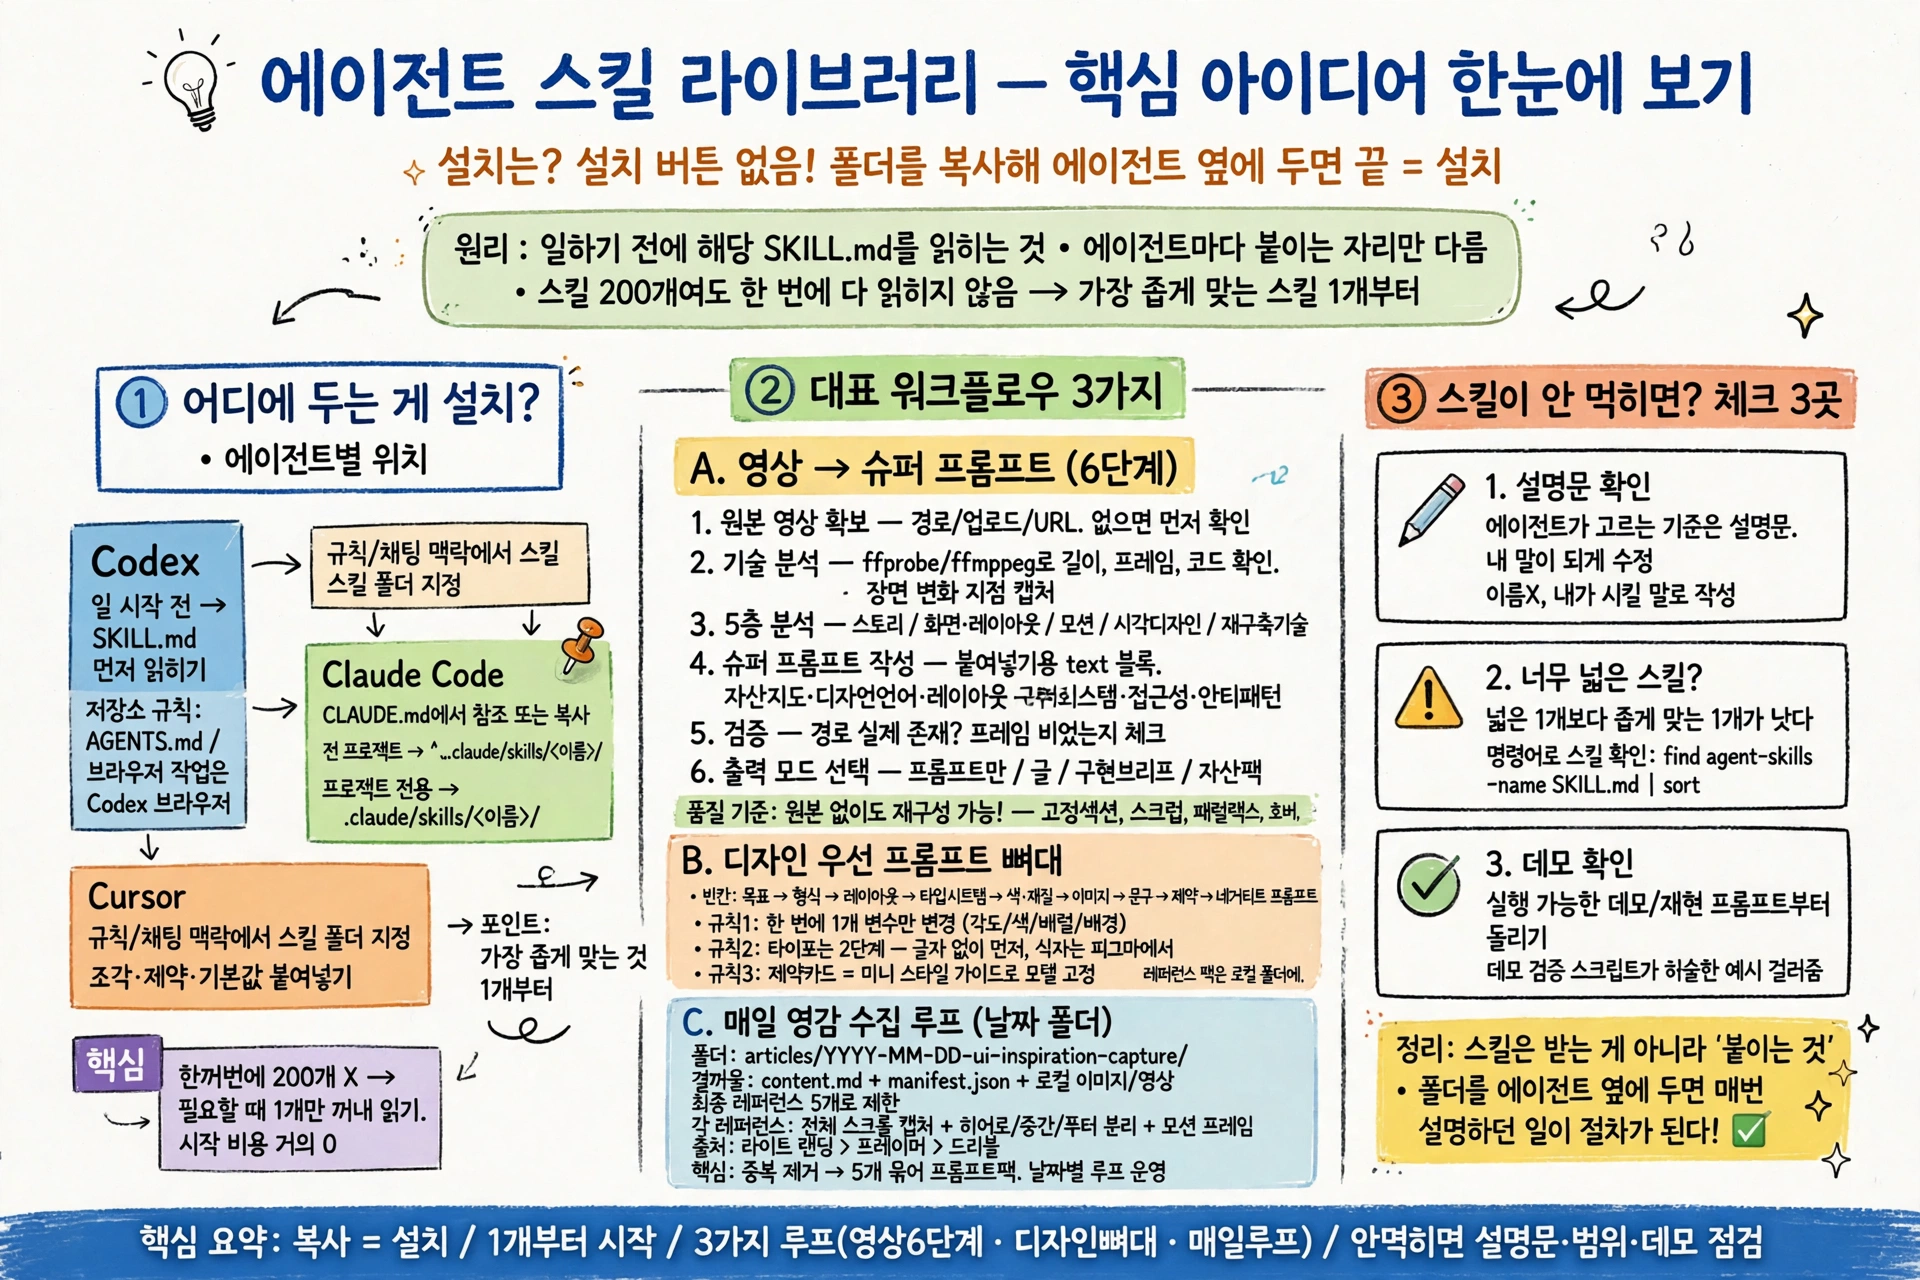 에이전트 스킬 라이브러리 – 핵심 아이디어 한눈에 보기
설치는? 설치 버튼 없음! 폴더를 복사해 에이전트 옆에 두면 끝 = 설치
원리 : 일하기 전에 해당 SKILL.md를 읽히는 것 • 에이전트마다 붙이는 자리만 다름
• 스킬 200개여도 한 번에 다 읽히지 않음 → 가장 좁게 맞는 스킬 1개부터
① 어디에 두는 게 설치?
• 에이전트별 위치
Codex
일 시작 전 →
SKILL.md
먼저 읽히기
저장소 규칙:
AGENTS.md /
브라우저 작업은
Codex 브라우저
규칙/채팅 맥락에서 스킬
스킬 폴더 지정
Claude Code
CLAUDE.md에서 참조 또는 복사
전 프로잭트 → ^...claude/skills/<이름>/
프로젝트 전용 →
.claude/skills/<이름>/
Cursor
규칙/채팅 맥락에서 스킬 폴더 지정
조각·제약·기본값 붙여넣기
→ 포인트:
가장 좁게 맞는 것
1개부터
핵심
한꺼번에 200개 X →
필요할 때 1개만 꺼내 읽기.
시작 비용 거의 0
② 대표 워크플로우 3가지
A. 영상 → 슈퍼 프롬프트 (6단계)
1. 원본 영상 확보 – 경로/업로드/URL. 없으면 먼저 확인
2. 기술 분석 – ffprobe/ffmppeg로 길이, 프레임, 코드 확인.
· 장면 변화 지점 캡처
3. 5층 분석 – 스토리 / 화면·레이아웃 / 모션 / 시각디자인 / 재구축기술
4. 슈퍼 프롬프트 작성 – 붙여넣기용 text 블록.
자산지도·디자언언어·레이아웃 ·접근성·안티패턴
5. 검증 – 경로 실제 존재? 프레임 비었는지 체크
6. 출력 모드 선택 – 프롬프트만 / 글 / 구현브리프 / 자산팩
품질 기준: 원본 없이도 재구성 가능! – 고정색션, 스크럽, 패럴랙스, 호버,
B. 디자인 우선 프롬프트 뼈대
• 빈칸: 목표 → 형식 → 레이아웃 → 타입시트탬 → 색·재질 → 이미지 → 문구 → 제약 → 네거티트 프롬프트
• 규칙1: 한 번에 1개 변수만 변경 (각도/색/배럴/배경)
• 규칙2: 타이포는 2단계 – 글자 없이 먼저, 식자는 피그마에서
• 규칙3: 제약카드 = 미니 스타일 가이드로 모탤 고정 레퍼런스 팩은 로컬 폴더에.
C. 매일 영감 수집 루프 (날짜 폴더)
폴더: articles/YYYY-MM-DD-ui-inspiration-capture/
결꺼울: content.md + manifest.json + 로컬 이미지/영상
최종 레퍼런스 5개로 제한
각 레퍼런스: 전체 스크롤 캡처 + 히어로/중간/푸터 분리 + 모션 프레임
출처: 라이트 랜딩 > 프레이머 > 드리블
핵심: 중복 제거 → 5개 묶어 프롬프트팩. 날짜별 루프 운영
③ 스킬이 안 먹히면? 체크 3곳
1. 설명문 확인
에이전트가 고르는 기준은 설명문.
내 말이 되게 수정
이름X, 내가 시킬 말로 작성
2. 너무 넓은 스킬?
넓은 1개보다 좁게 맞는 1개가 낫다
명령어로 스킬 확인: find agent-skills
-name SKILL.md | sort
3. 데모 확인
실행 가능한 데모/재현 프롬프트부터
돌리기
데모 검증 스크립트가 허술한 예시 걸러줌
정리: 스킬은 받는 게 아니라 '붙이는 것'
• 폴더를 에이전트 옆에 두면 매번
설명하던 일이 절차가 된다! ✅
핵심 요약: 복사 = 설치 / 1개부터 시작 / 3가지 루프(영상6단계 · 디자인뼈대 · 매일루프) / 안멱히면 설명문·범위·데모 점검